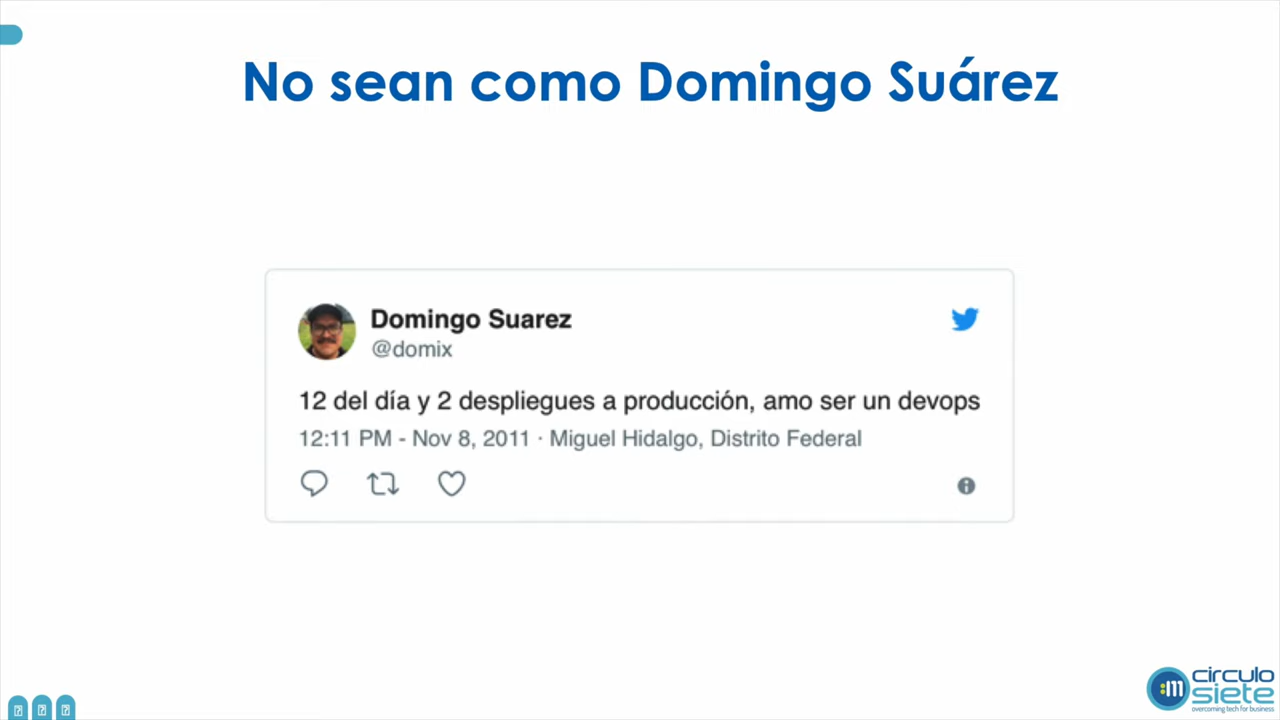 No sean como Domingo Suárez
Domingo Suarez
@domix
12 del día y 2 despliegues a producción, amo ser un devops
12:11 PM - Nov 8, 2011 · Miguel Hidalgo, Distrito Federal
:m
circulo
siete
overcoming tech for business